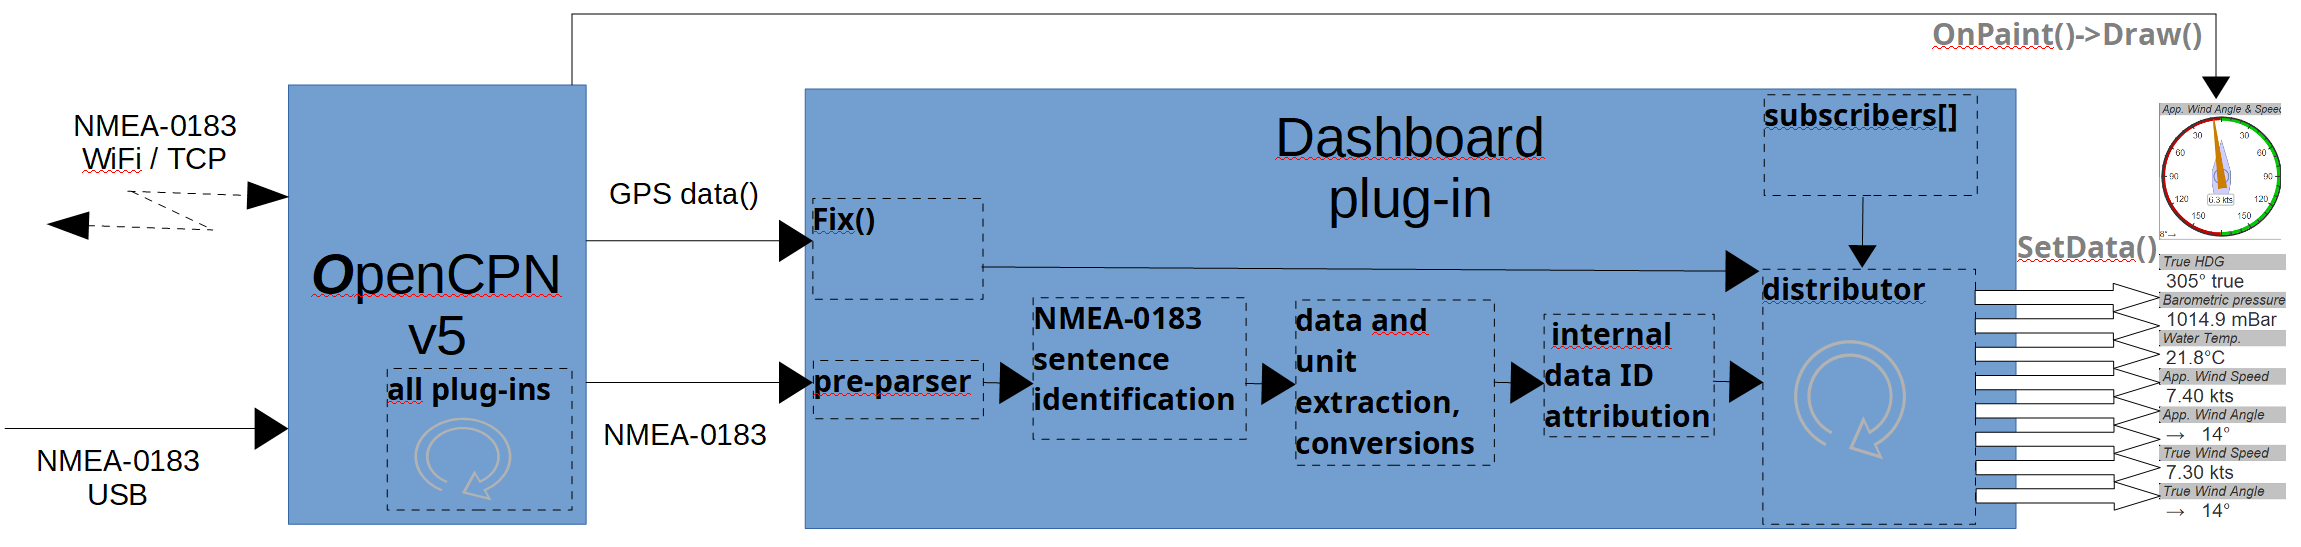 OnPaint()->Draw()
NMEA-0183
WiFi / TCP
NMEA-0183
USB
OpenCPN
v5
all plug-ins
GPS data()
NMEA-0183
Dashboard
plug-in
Fix()
pre-parser
NMEA-0183
sentence
identification
data and
unit
extraction,
conversions
internal
data ID
attribution
subscribers[]
distributor
SetData()
App. Wind Angle & Speed
30 30
60 60
90 90
120 120
150 150
6.3 kts
8°→
True HDG
305° true
Barometric pressure
1014.9 mBar
Water Temp.
21.8°C
App. Wind Speed
7.40 kts
App. Wind Angle
→ 14°
True Wind Speed
7.30 kts
True Wind Angle
→ 14°